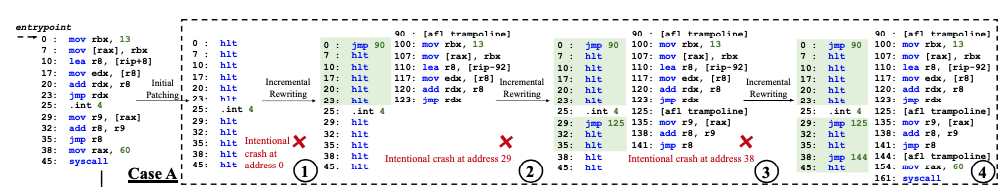 entrypoint
0 : mov rbx, 13
7 : mov [rax], rbx
10: lea r8, [rip+8]
17: mov edx, [r8]
20: add rdx, r8
23: jmp rdx
25: .int 4
29: mov r9, [rax]
32: add r8, r9
35: jmp r8
38: mov rax, 60
45: syscall
Case A
Initial
Patching
0 : hlt
7 : hlt
10: hlt
17: hlt
20: hlt
23: hlt
25: .int 4
29: hlt
32: hlt
35: hlt
38: hlt
45: hlt
Intentional
crash at
address 0
1
Incremental
Rewriting
0 : jmp 90
7 : hlt
10: hlt
17: hlt
20: hlt
23: hlt
25: .int 4
29: hlt
32: hlt
35: hlt
38: hlt
45: hlt
90 : [afl trampoline]
100: mov rbx, 13
107: mov [rax], rbx
110: lea r8, [rip-92]
117: mov edx, [r8]
120: add rdx, r8
123: jmp rdx
Intentional crash at address 29
2
Incremental
Rewriting
0 : jmp 90
7 : hlt
10: hlt
17: hlt
20: hlt
23: hlt
25: .int 4
29: jmp 125
32: hlt
35: hlt
38: hlt
45: hlt
90 : [afl trampoline]
100: mov rbx, 13
107: mov [rax], rbx
110: lea r8, [rip-92]
117: mov edx, [r8]
120: add rdx, r8
123: jmp rdx
125: [afl trampoline]
135: mov r9, [rax]
138: add r8, r9
141: jmp r8
Intentional crash at address 38
3
Incremental
Rewriting
0 : jmp 90
7 : hlt
10: hlt
17: hlt
20: hlt
23: hlt
25: .int 4
29: jmp 125
32: hlt
35: hlt
38: jmp 144
45: hlt
90 : [afl trampoline]
100: mov rbx, 13
107: mov [rax], rbx
110: lea r8, [rip-92]
117: mov edx, [r8]
120: add rdx, r8
123: jmp rdx
125: [afl trampoline]
135: mov r9, [rax]
138: add r8, r9
141: jmp r8
144: [afl trampoline]
154: mov rax, 60
161: syscall
4